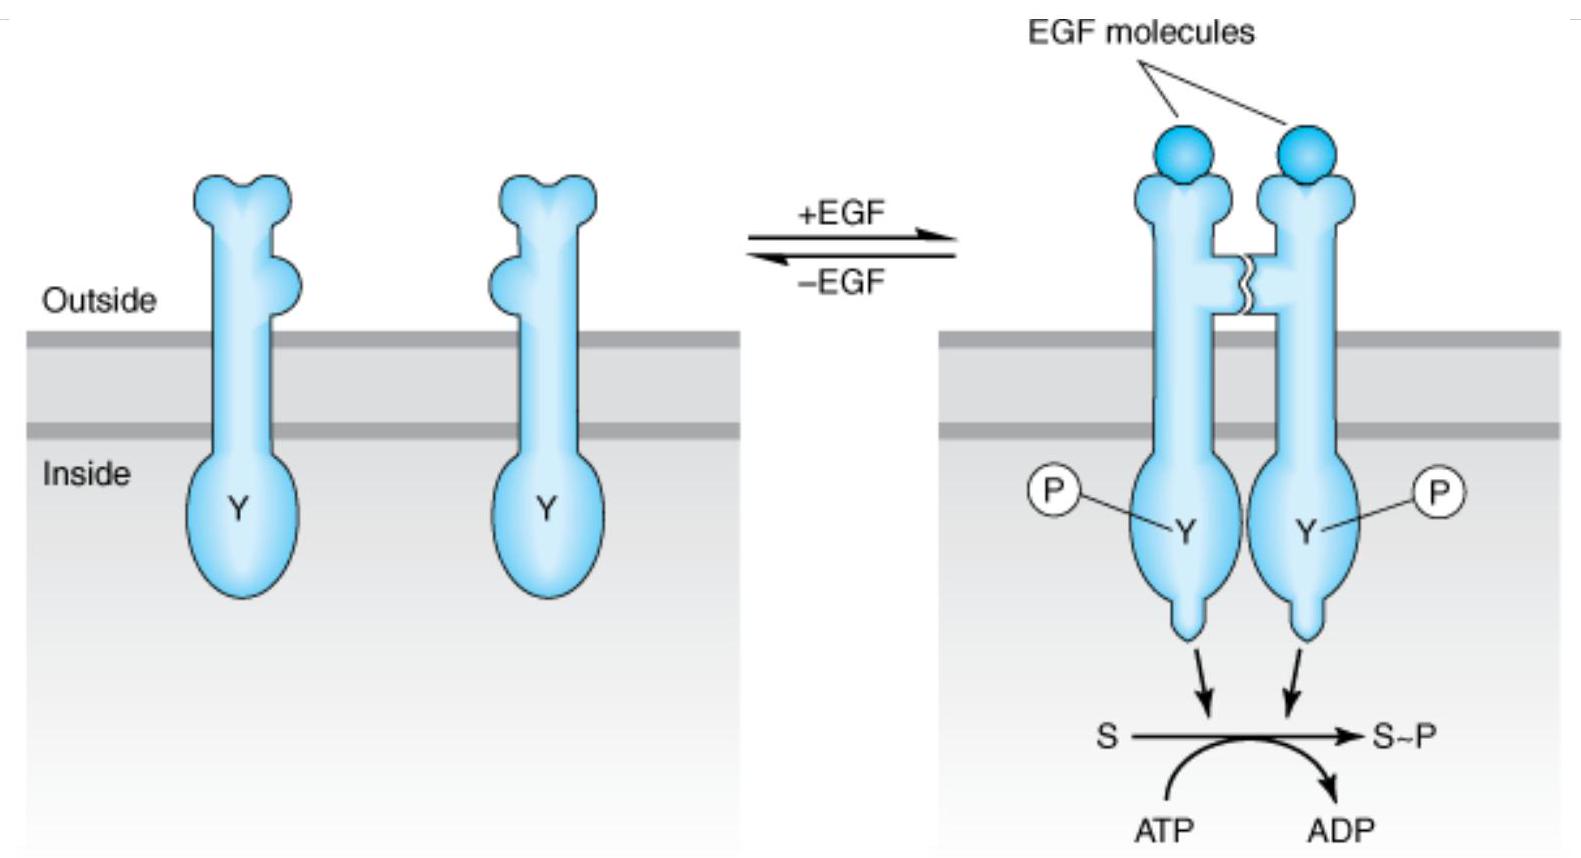 EGF molecules
+EGF
–EGF
Outside
Inside
Y
Y
P
Y
Y
P
S
S~P
ATP
ADP